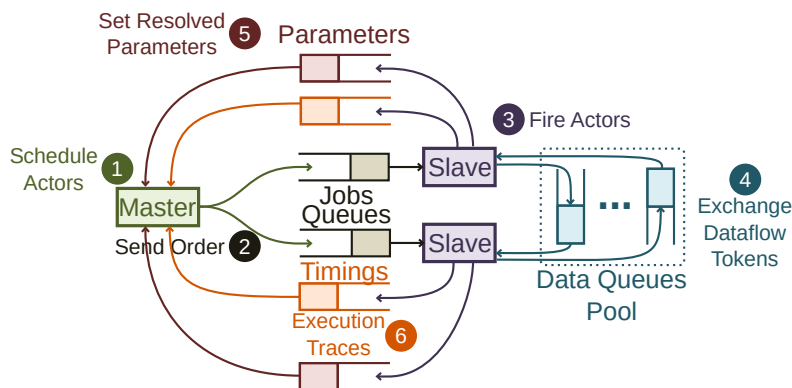 Set Resolved
Parameters
5
Parameters
3 Fire Actors
Schedule
Actors
1
Slave
4
Master
Jobs
Queues
...
Exchange
Dataflow
Tokens
Send Order 2
Slave
Timings
Data Queues
Pool
Execution
Traces
6